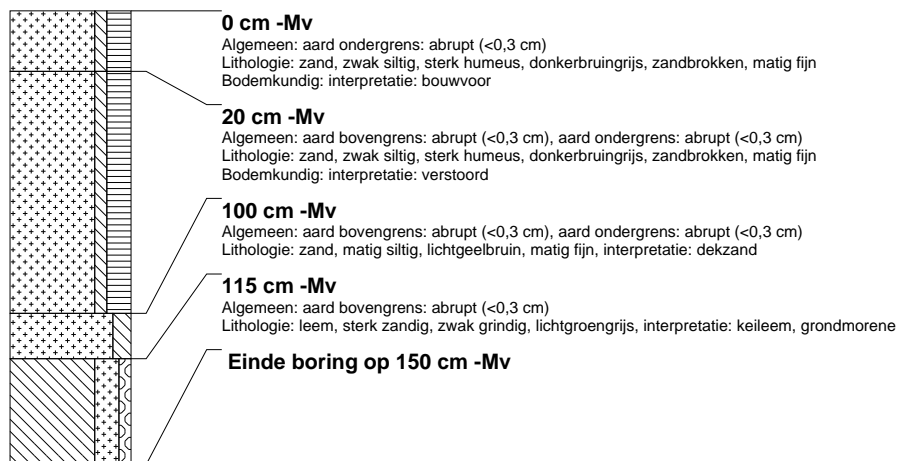 0 cm -Mv
Algemeen: aard ondergrens: abrupt (<0,3 cm)
Lithologie: zand, zwak siltig, sterk humeus, donkerbruingrijs, zandbrokken, matig fijn
Bodemkundig: interpretatie: bouwvoor
20 cm -Mv
Algemeen: aard bovengrens: abrupt (<0,3 cm), aard ondergrens: abrupt (<0,3 cm)
Lithologie: zand, zwak siltig, sterk humeus, donkerbruingrijs, zandbrokken, matig fijn
Bodemkundig: interpretatie: verstoord
100 cm -Mv
Algemeen: aard bovengrens: abrupt (<0,3 cm), aard ondergrens: abrupt (<0,3 cm)
Lithologie: zand, matig siltig, lichtgeelbruin, matig fijn, interpretatie: dekzand
115 cm -Mv
Algemeen: aard bovengrens: abrupt (<0,3 cm)
Lithologie: leem, sterk zandig, zwak grindig, lichtgroengrijs, interpretatie: keileem, grondmorene
Einde boring op 150 cm -Mv